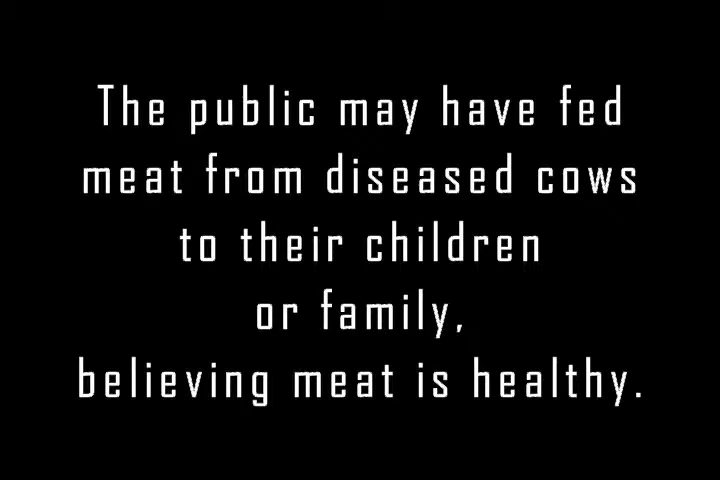 The public may have fed
meat from diseased cows
to their children
or family,
believing meat is healthy.